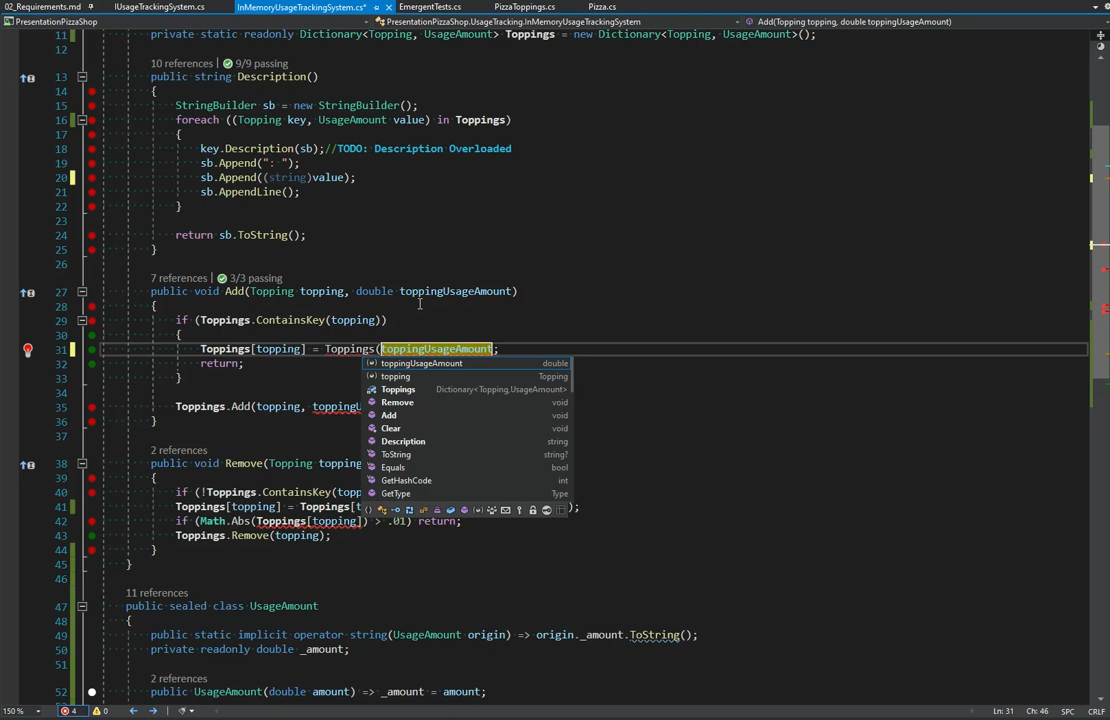 02_Requirements.md IUsageTrackingSystem.cs InMemoryUsageTrackingSystem.cs* EmergentTests.cs PizzaToppings.cs Pizza.cs
PresentationPizzaShop PresentationPizzaShop.UsageTracking.InMemoryUsageTrackingSystem Add(Topping topping, double toppingUsageAmount)
11 private static readonly Dictionary<Topping, UsageAmount> Toppings = new Dictionary<Topping, UsageAmount>();
12
10 references | 9/9 passing
13 public string Description()
14 {
15 StringBuilder sb = new StringBuilder();
16 foreach ((Topping key, UsageAmount value) in Toppings)
17 {
18 key.Description(sb);//TODO: Description Overloaded
19 sb.Append(": ");
20 sb.Append((string)value);
21 sb.AppendLine();
22 }
23
24 return sb.ToString();
25 }
26
7 references | 3/3 passing
27 public void Add(Topping topping, double toppingUsageAmount)
28 {
29 if (Toppings.ContainsKey(topping))
30 {
31 Toppings[topping] = Toppings(toppingUsageAmount;
32 return;
toppingUsageAmount double
33 }
topping Topping
34
Toppings Dictionary<Topping,UsageAmount>
Remove void
35 Toppings.Add(topping, toppingU
Add void
36 }
Clear void
37
Description string
2 references
ToString string?
38 public void Remove(Topping topping
Equals bool
39 {
GetHashCode int
40 if (!Toppings.ContainsKey(top
GetType Type
41 Toppings[topping] = Toppings[t );
42 if (Math.Abs(Toppings[topping]) > .01) return;
43 Toppings.Remove(topping);
44 }
45 }
46
11 references
47 public sealed class UsageAmount
48 {
49 public static implicit operator string(UsageAmount origin) => origin._amount.ToString();
50 private readonly double _amount;
51
2 references
52 public UsageAmount(double amount) => _amount = amount;
150 % 4 0 Ln: 31 Ch: 46 SPC CRLF